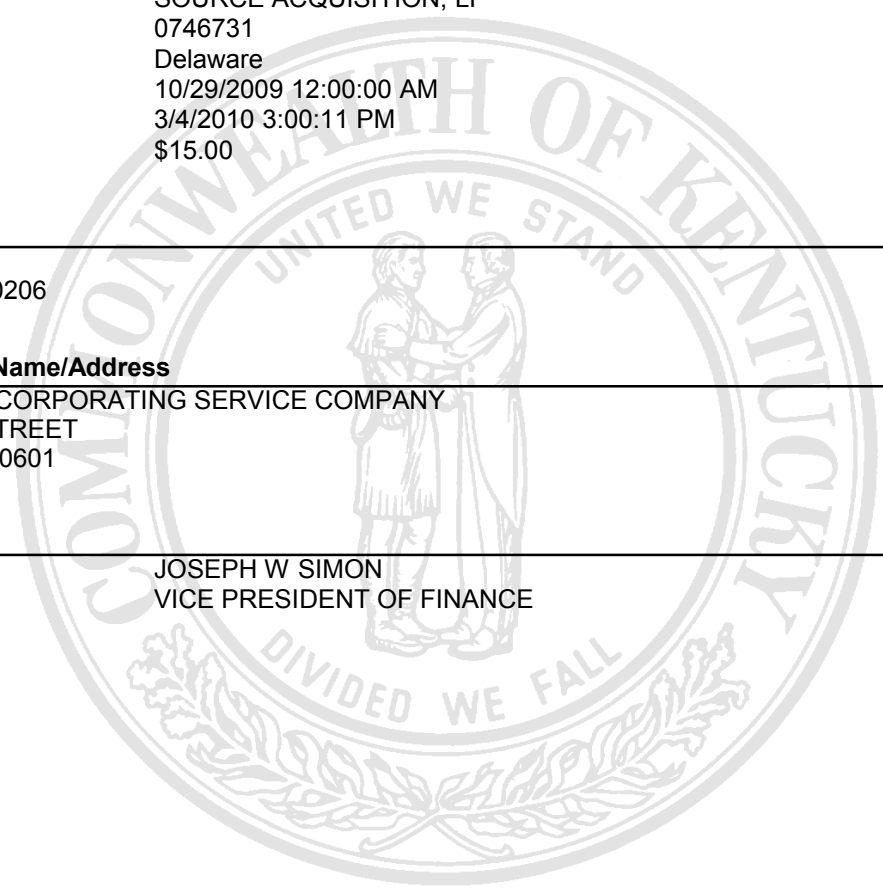 SOURCE ACQUISITION, LP
0746731
Delaware
10/29/2009 12:00:00 AM
3/4/2010 3:00:11 PM
$15.00
0206
Name/Address
CORPORATING SERVICE COMPANY
TREET
0601
JOSEPH W SIMON
VICE PRESIDENT OF FINANCE
COMMONWEALTH OF KENTUCKY
UNITED WE STAND
DIVIDED WE FALL